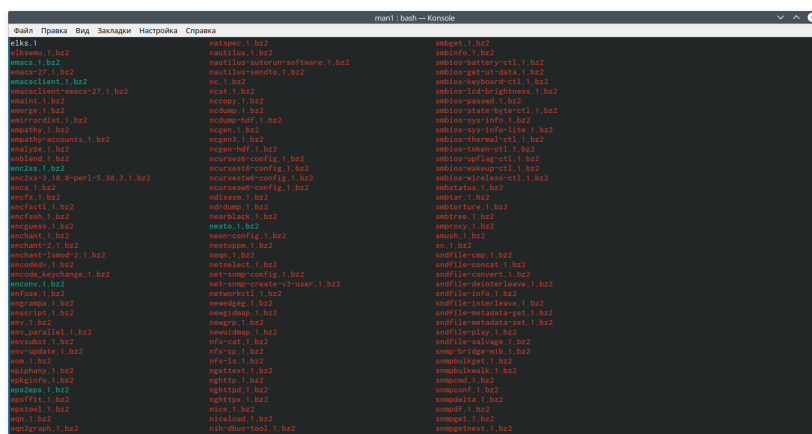 man1 : bash — Konsole
Файл Правка Вид Закладки Настройка Справка
elks.1 natspec.1.bz2 smbget.1.bz2
elksemu.1.bz2 nautilus.1.bz2 smbinfo.1.bz2
emacs.1.bz2 nautilus-autorun-software.1.bz2 smbios-battery-ctl.1.bz2
emacs-27.1.bz2 nautilus-sendto.1.bz2 smbios-get-ut-data.1.bz2
emacsclient.1.bz2 nc.1.bz2 smbios-keyboard-ctl.1.bz2
emacsclient-emacs-27.1.bz2 ncat.1.bz2 smbios-lcd-brightness.1.bz2
emaint.1.bz2 nccopy.1.bz2 smbios-passwd.1.bz2
emerge.1.bz2 ncdump.1.bz2 smbios-state-byte-ctl.1.bz2
emirrordist.1.bz2 ncdump-hdf.1.bz2 smbios-sys-info.1.bz2
empathy.1.bz2 ncgen.1.bz2 smbios-sys-info-lite.1.bz2
empathy-accounts.1.bz2 ncgen3.1.bz2 smbios-thermal-ctl.1.bz2
enalyze.1.bz2 ncgen-hdf.1.bz2 smbios-token-ctl.1.bz2
enblend.1.bz2 ncurses6-config.1.bz2 smbios-upflag-ctl.1.bz2
enc2xs.1.bz2 ncursest6-config.1.bz2 smbios-wakeup-ctl.1.bz2
enc2xs-3.10.0-perl-5.30.3.1.bz2 ncursestw6-config.1.bz2 smbios-wireless-ctl.1.bz2
enca.1.bz2 ncursesw6-config.1.bz2 smbstatus.1.bz2
encfs.1.bz2 ndisasm.1.bz2 smbtar.1.bz2
encfsctl.1.bz2 ndrdump.1.bz2 smbtorture.1.bz2
encfssh.1.bz2 nearblack.1.bz2 smbtree.1.bz2
encguess.1.bz2 neato.1.bz2 smproxy.1.bz2
enchant.1.bz2 neon-config.1.bz2 smush.1.bz2
enchant-2.1.bz2 neotoppm.1.bz2 sn.1.bz2
enchant-lsmod-2.1.bz2 neqn.1.bz2 sndfile-cmp.1.bz2
encodedv.1.bz2 netselect.1.bz2 sndfile-concat.1.bz2
encode_keychange.1.bz2 net-snmp-config.1.bz2 sndfile-convert.1.bz2
enconv.1.bz2 net-snmp-create-v3-user.1.bz2 sndfile-deinterleave.1.bz2
enfuse.1.bz2 networkctl.1.bz2 sndfile-info.1.bz2
engrampa.1.bz2 newedgeg.1.bz2 sndfile-interleave.1.bz2
enscript.1.bz2 newgidmap.1.bz2 sndfile-metadata-get.1.bz2
env.1.bz2 newgrp.1.bz2 sndfile-metadata-set.1.bz2
env_parallel.1.bz2 newuidmap.1.bz2 sndfile-play.1.bz2
envsubst.1.bz2 nfs-cat.1.bz2 sndfile-salvage.1.bz2
env-update.1.bz2 nfs-cp.1.bz2 snmp-bridge-mib.1.bz2
eom.1.bz2 nfs-ls.1.bz2 snmpbulkget.1.bz2
epiphany.1.bz2 ngettext.1.bz2 snmpbulkwalk.1.bz2
epkginfo.1.bz2 nghttp.1.bz2 snmpcmd.1.bz2
eps2eps.1.bz2 nghttpd.1.bz2 snmpconf.1.bz2
epsffit.1.bz2 nghttpx.1.bz2 snmpdelta.1.bz2
epstool.1.bz2 nice.1.bz2 snmpdf.1.bz2
eqn.1.bz2 niceload.1.bz2 snmpget.1.bz2
eqn2graph.1.bz2 nih-dbus-tool.1.bz2 snmpgetnext.1.bz2